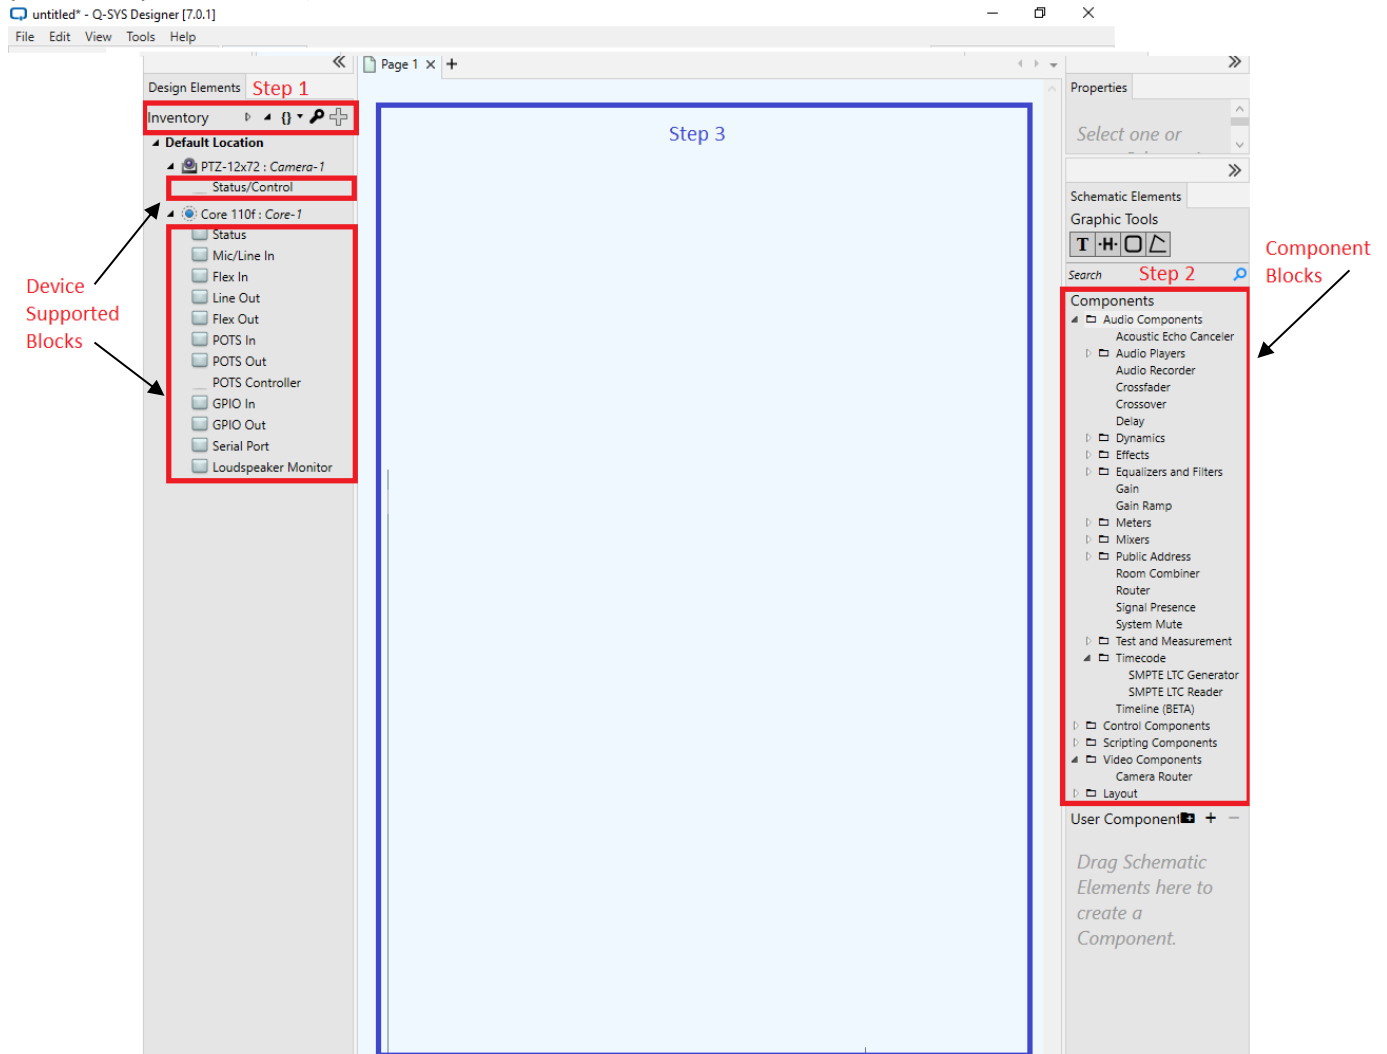 untitled* - Q-SYS Designer [7.0.1]
File Edit View Tools Help
Design Elements
Step 1
Inventory
{}
Default Location
PTZ-12x72 : Camera-1
Status/Control
Core 110f : Core-1
Status
Mic/Line In
Flex In
Line Out
Flex Out
POTS In
POTS Out
POTS Controller
GPIO In
GPIO Out
Serial Port
Loudspeaker Monitor
Device
Supported
Blocks
Page 1
Step 3
Properties
Select one or
Schematic Elements
Graphic Tools
T ·H·
Search
Step 2
Components
Audio Components
Acoustic Echo Canceler
Audio Players
Audio Recorder
Crossfader
Crossover
Delay
Dynamics
Effects
Equalizers and Filters
Gain
Gain Ramp
Meters
Mixers
Public Address
Room Combiner
Router
Signal Presence
System Mute
Test and Measurement
Timecode
SMPTE LTC Generator
SMPTE LTC Reader
Timeline (BETA)
Control Components
Scripting Components
Video Components
Camera Router
Layout
User Component
Drag Schematic
Elements here to
create a
Component.
Component
Blocks